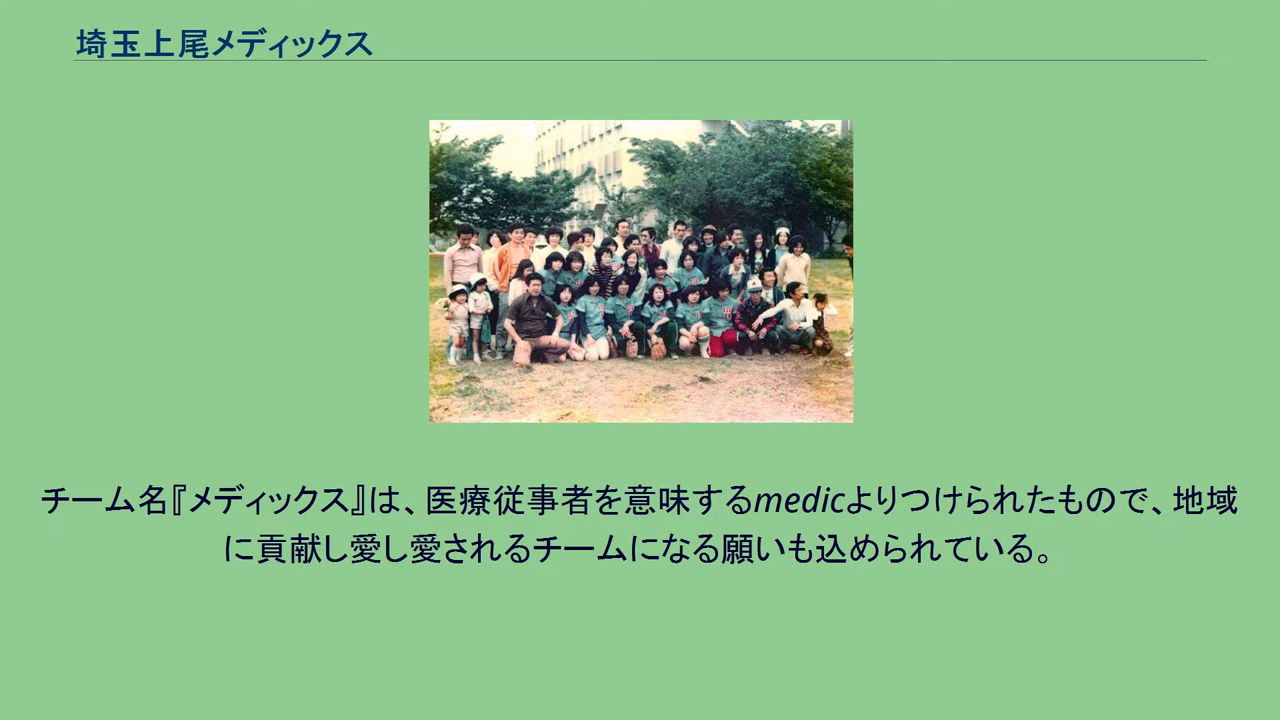 埼玉上尾メディックス
チーム名『メディックス』は、医療従事者を意味するmedicよりつけられたもので、地域
に貢献し愛し愛されるチームになる願いも込められている。